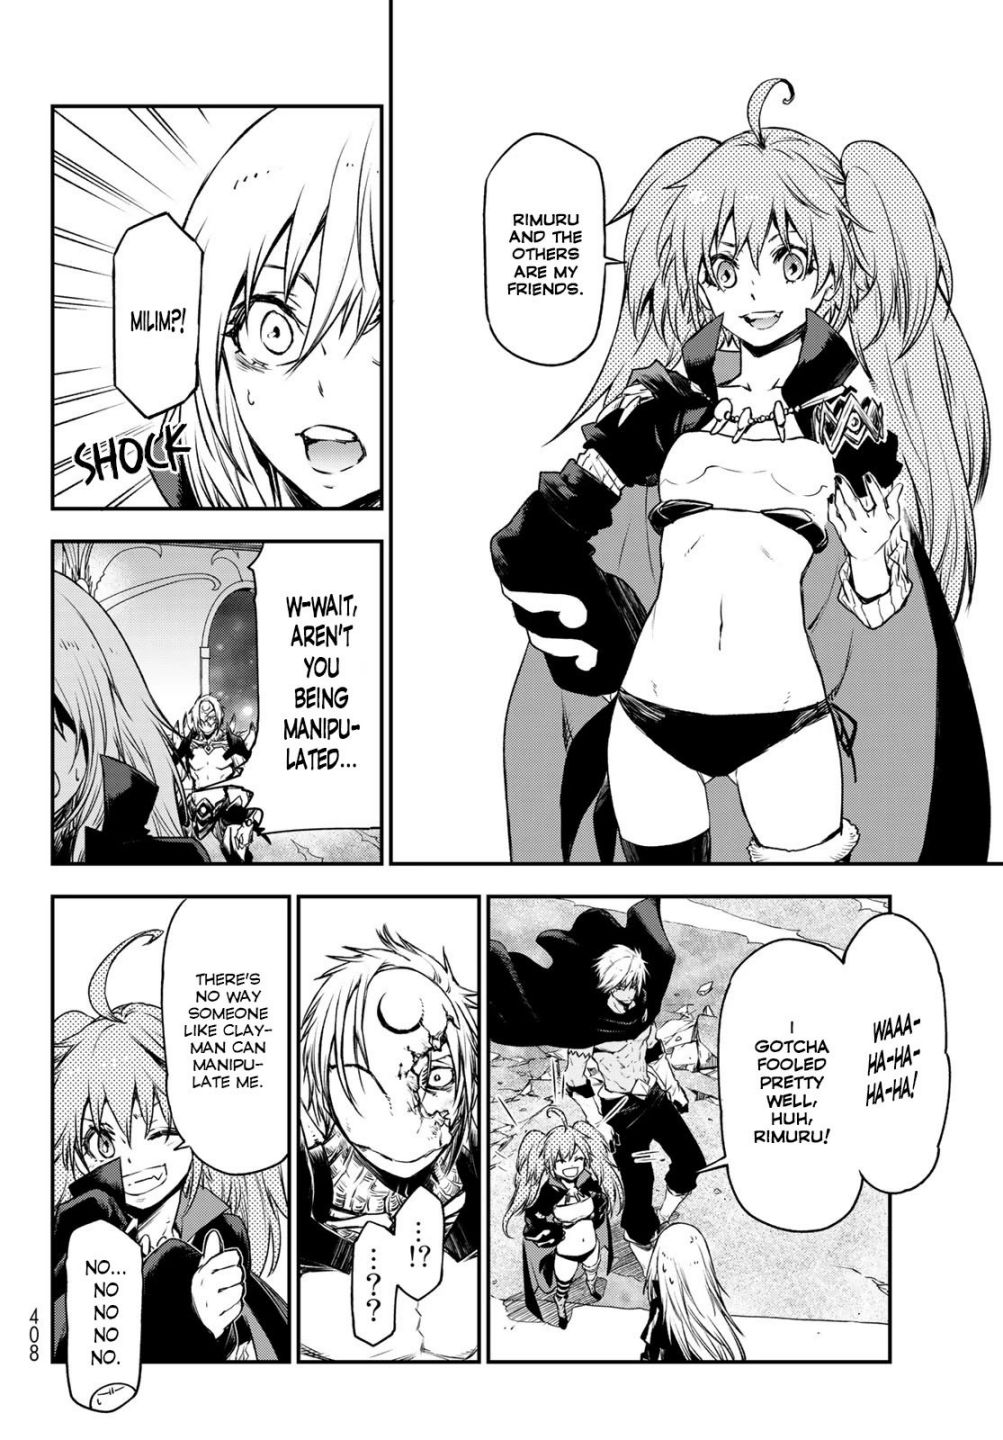 RIMURU
AND THE
OTHERS
ARE MY
FRIENDS.
MILIM?!
SHOCK
W-WAIT,
AREN'T
YOU
BEING
MANIPU-
LATED...
WAAA-
HA-HA-
HA-HA!
I
GOTCHA
FOOLED
PRETTY
WELL,
HUH,
RIMURU!
...!?
...??
THERE'S
NO WAY
SOMEONE
LIKE CLAY-
MAN CAN
MANIPU-
LATE ME.
NO...
NO
NO
NO
NO.
408